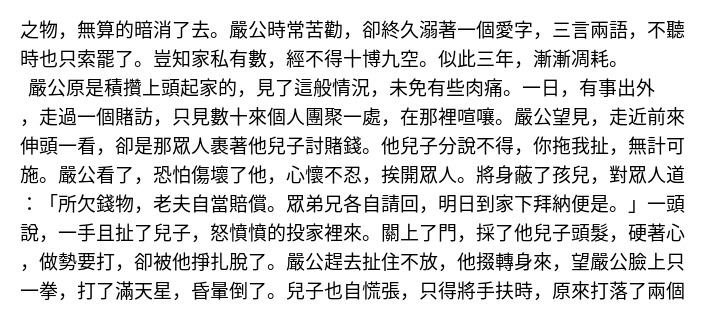 之物，無算的暗消了去。嚴公時常苦勸，卻終久溺著一個愛字，三言兩語，不聽
時也只索罷了。豈知家私有數，經不得十博九空。似此三年，漸漸凋耗。
嚴公原是積攢上頭起家的，見了這般情況，未免有些肉痛。一日，有事出外
，走過一個賭訪，只見數十來個人團聚一處，在那裡喧嚷。嚴公望見，走近前來
伸頭一看，卻是那眾人裹著他兒子討賭錢。他兒子分說不得，你拖我扯，無計可
施。嚴公看了，恐怕傷壞了他，心懷不忍，挨開眾人。將身蔽了孩兒，對眾人道
：「所欠錢物，老夫自當賠償。眾弟兄各自請回，明日到家下拜納便是。」一頭
說，一手且扯了兒子，怒憤憤的投家裡來。關上了門，採了他兒子頭髮，硬著心
，做勢要打，卻被他掙扎脫了。嚴公趕去扯住不放，他掇轉身來，望嚴公臉上只
一拳，打了滿天星，昏暈倒了。兒子也自慌張，只得將手扶時，原來打落了兩個